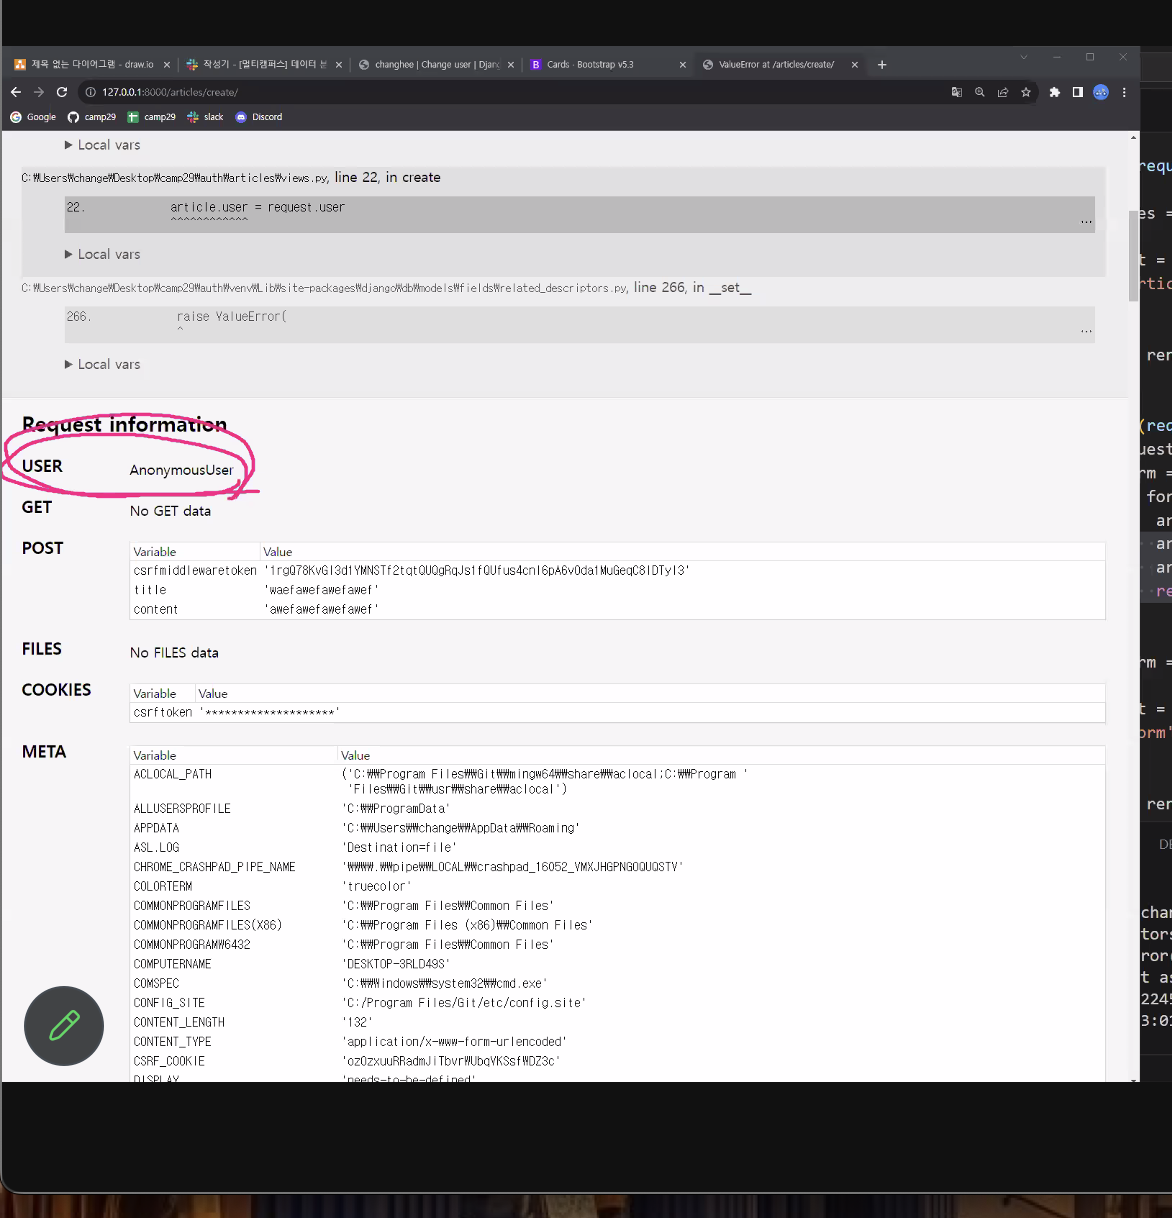 제목 없는 다이어그램 - draw.io
작성기 - [멀티캠퍼스] 데이터 분
changhee | Change user | Djang
Cards · Bootstrap v5.3
ValueError at /articles/create/
127.0.0.1:8000/articles/create/
Google camp29 camp29 slack Discord
▶ Local vars
C:₩Users₩change₩Desktop₩camp29₩auth₩articles₩views.py, line 22, in create
22. article.user = request.user
^^^^^^^^^^^^
...
▶ Local vars
C:₩Users₩change₩Desktop₩camp29₩auth₩venv₩Lib₩site-packages₩django₩db₩models₩fields₩related_descriptors.py, line 266, in __set__
266. raise ValueError(
^
...
▶ Local vars
Request information
USER AnonymousUser
GET No GET data
POST
Variable Value
csrfmiddlewaretoken
title 'waefawefawefawef'
content 'awefawefawefawef'
FILES No FILES data
COOKIES
Variable Value
csrftoken '********************'
META
Variable Value
ACLOCAL_PATH ('C:₩₩Program Files₩₩Git₩₩mingw64₩₩share₩₩aclocal;C:₩₩Program '
'Files₩₩Git₩₩usr₩₩share₩₩aclocal')
ALLUSERSPROFILE 'C:₩₩ProgramData'
APPDATA 'C:₩₩Users₩₩change₩₩AppData₩₩Roaming'
ASL.LOG 'Destination=file'
CHROME_CRASHPAD_PIPE_NAME '₩₩₩₩.₩₩pipe₩₩LOCAL₩₩crashpad_16052_VMXJHGPNGOQUQSTV'
COLORTERM 'truecolor'
COMMONPROGRAMFILES 'C:₩₩Program Files₩₩Common Files'
COMMONPROGRAMFILES(X86) 'C:₩₩Program Files (x86)₩₩Common Files'
COMMONPROGRAMW6432 'C:₩₩Program Files₩₩Common Files'
COMPUTERNAME 'DESKTOP-3RLD49S'
COMSPEC 'C:₩₩Windows₩₩system32₩₩cmd.exe'
CONFIG_SITE 'C:/Program Files/Git/etc/config.site'
CONTENT_LENGTH '132'
CONTENT_TYPE 'application/x-www-form-urlencoded'
CSRF_COOKIE
DISPLAY 'needs-to-be-defined'